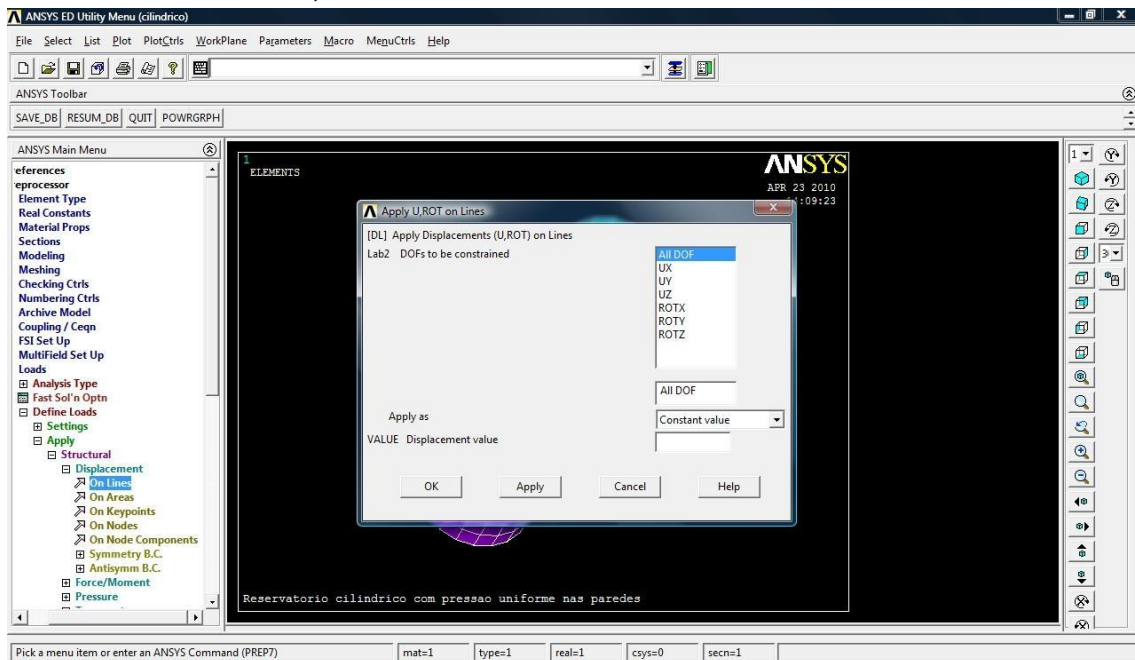 ANSYS ED Utility Menu (cilindrico)
File Select List Plot PlotCtrls WorkPlane Parameters Macro MenuCtrls Help
ANSYS Toolbar
SAVE_DB RESUM_DB QUIT POWRGRPH
ANSYS Main Menu
eferences
eprocessor
Element Type
Real Constants
Material Props
Sections
Modeling
Meshing
Checking Ctrls
Numbering Ctrls
Archive Model
Coupling / Ceqn
FSI Set Up
MultiField Set Up
Loads
Analysis Type
Fast Sol'n Optn
Define Loads
Settings
Apply
Structural
Displacement
On Lines
On Areas
On Keypoints
On Nodes
On Node Components
Symmetry B.C.
Antisymm B.C.
Force/Moment
Pressure
1
ELEMENTS
ANSYS
APR 23 2010
:09:23
Apply U,ROT on Lines
[DL] Apply Displacements (U,ROT) on Lines
Lab2 DOFs to be constrained
All DOF
UX
UY
UZ
ROTX
ROTY
ROTZ
All DOF
Apply as Constant value
VALUE Displacement value
OK Apply Cancel Help
Reservatorio cilindrico com pressao uniforme nas paredes
1
3
Pick a menu item or enter an ANSYS Command (PREP7) mat=1 type=1 real=1 csys=0 secn=1